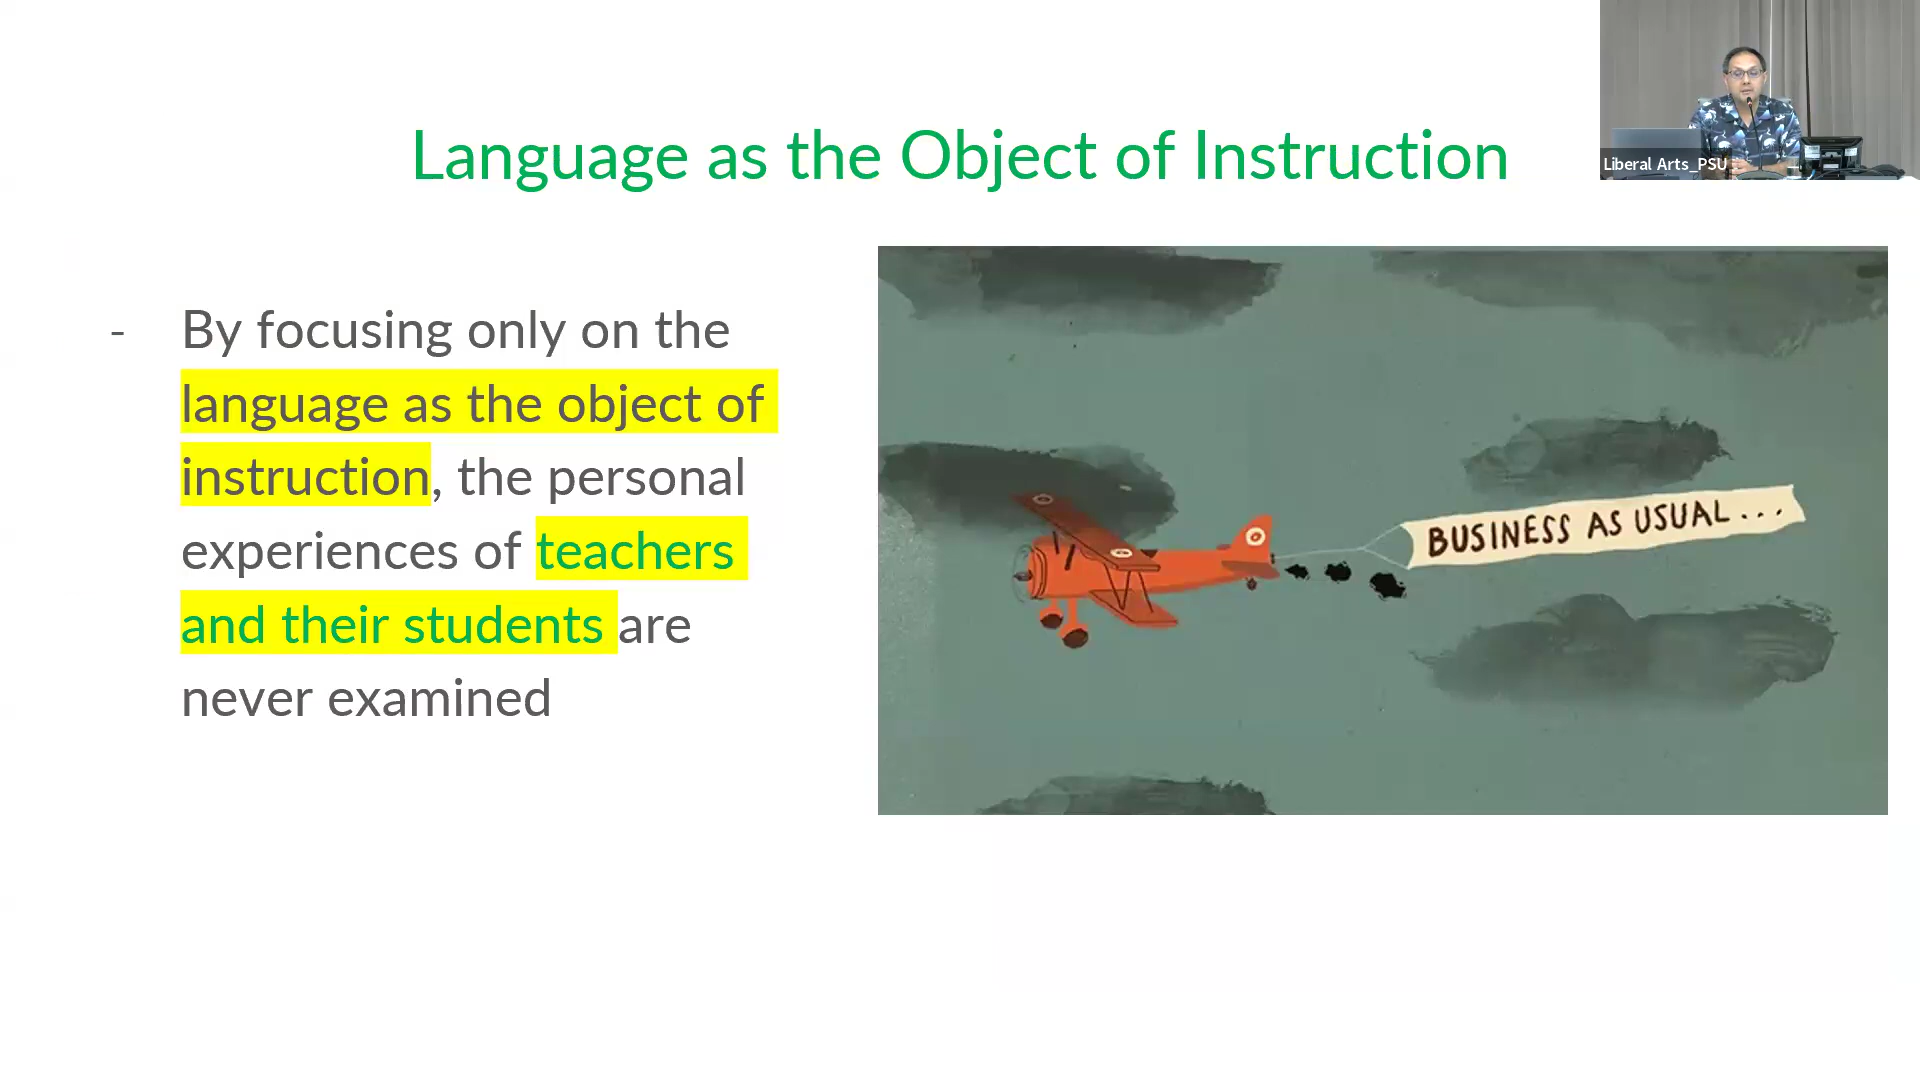 Language as the Object of Instruction
Liberal Arts_PSU
- By focusing only on the
language as the object of
instruction, the personal
experiences of teachers
and their students are
never examined
BUSINESS AS USUAL...